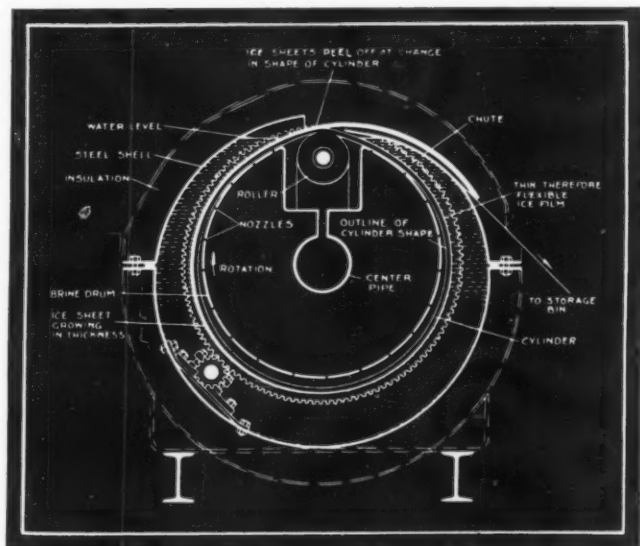 ICE SHEETS PEEL OFF AT CHANGE
IN SHAPE OF CYLINDER
WATER LEVEL
CHUTE
STEEL SHELL
INSULATION
ROLLER
THIN THEREFORE
FLEXIBLE
ICE FILM
NOZZLES
OUTLINE OF
CYLINDER SHAPE
ROTATION
CENTER
PIPE
BRINE DRUM
TO STORAGE
BIN
ICE SHEET
GROWING
IN THICKNESS
CYLINDER